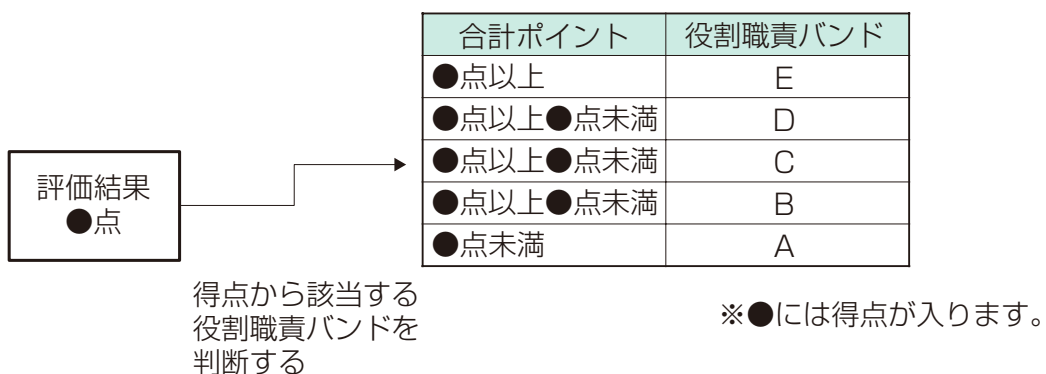 合計ポイント 役割職責バンド
●点以上 E
●点以上●点未満 D
●点以上●点未満 C
●点以上●点未満 B
●点未満 A
評価結果
●点
得点から該当する
役割職責バンドを
判断する
※●には得点が入ります。